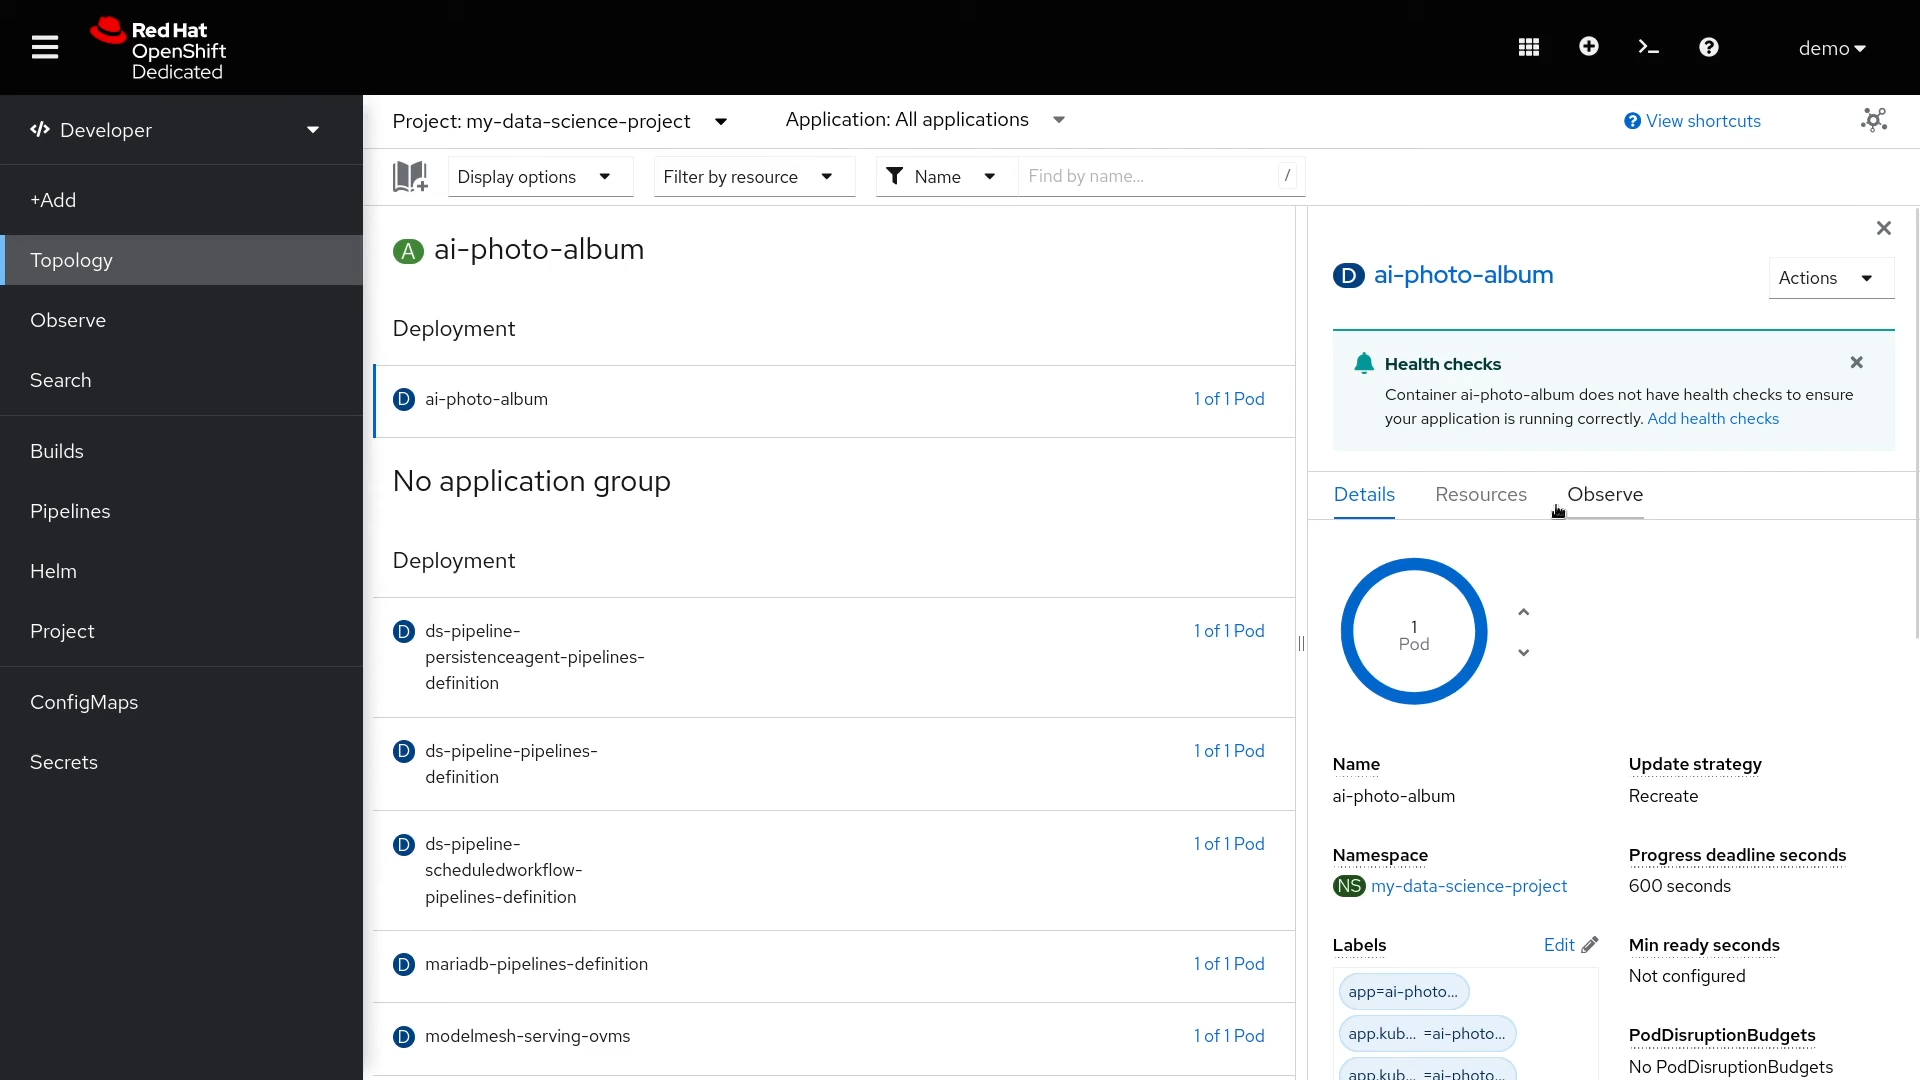 Red Hat
OpenShift
Dedicated
demo
Developer
Project: my-data-science-project
Application: All applications
View shortcuts
Display options
Filter by resource
Name
Find by name...
/
+Add
Topology
Observe
Search
Builds
Pipelines
Helm
Project
ConfigMaps
Secrets
A ai-photo-album
Deployment
D ai-photo-album 1 of 1 Pod
No application group
Deployment
D ds-pipeline- 1 of 1 Pod
persistenceagent-pipelines-
definition
D ds-pipeline-pipelines- 1 of 1 Pod
definition
D ds-pipeline- 1 of 1 Pod
scheduledworkflow-
pipelines-definition
D mariadb-pipelines-definition 1 of 1 Pod
D modelmesh-serving-ovms 1 of 1 Pod
D ai-photo-album
Actions
Health checks
Container ai-photo-album does not have health checks to ensure
your application is running correctly. Add health checks
Details Resources Observe
1
Pod
Name
ai-photo-album
Update strategy
Recreate
Namespace
NS my-data-science-project
Progress deadline seconds
600 seconds
Labels Edit
app=ai-photo...
app.kub... =ai-photo...
app.kub... =ai-photo...
Min ready seconds
Not configured
PodDisruptionBudgets
No PodDisruptionBudgets